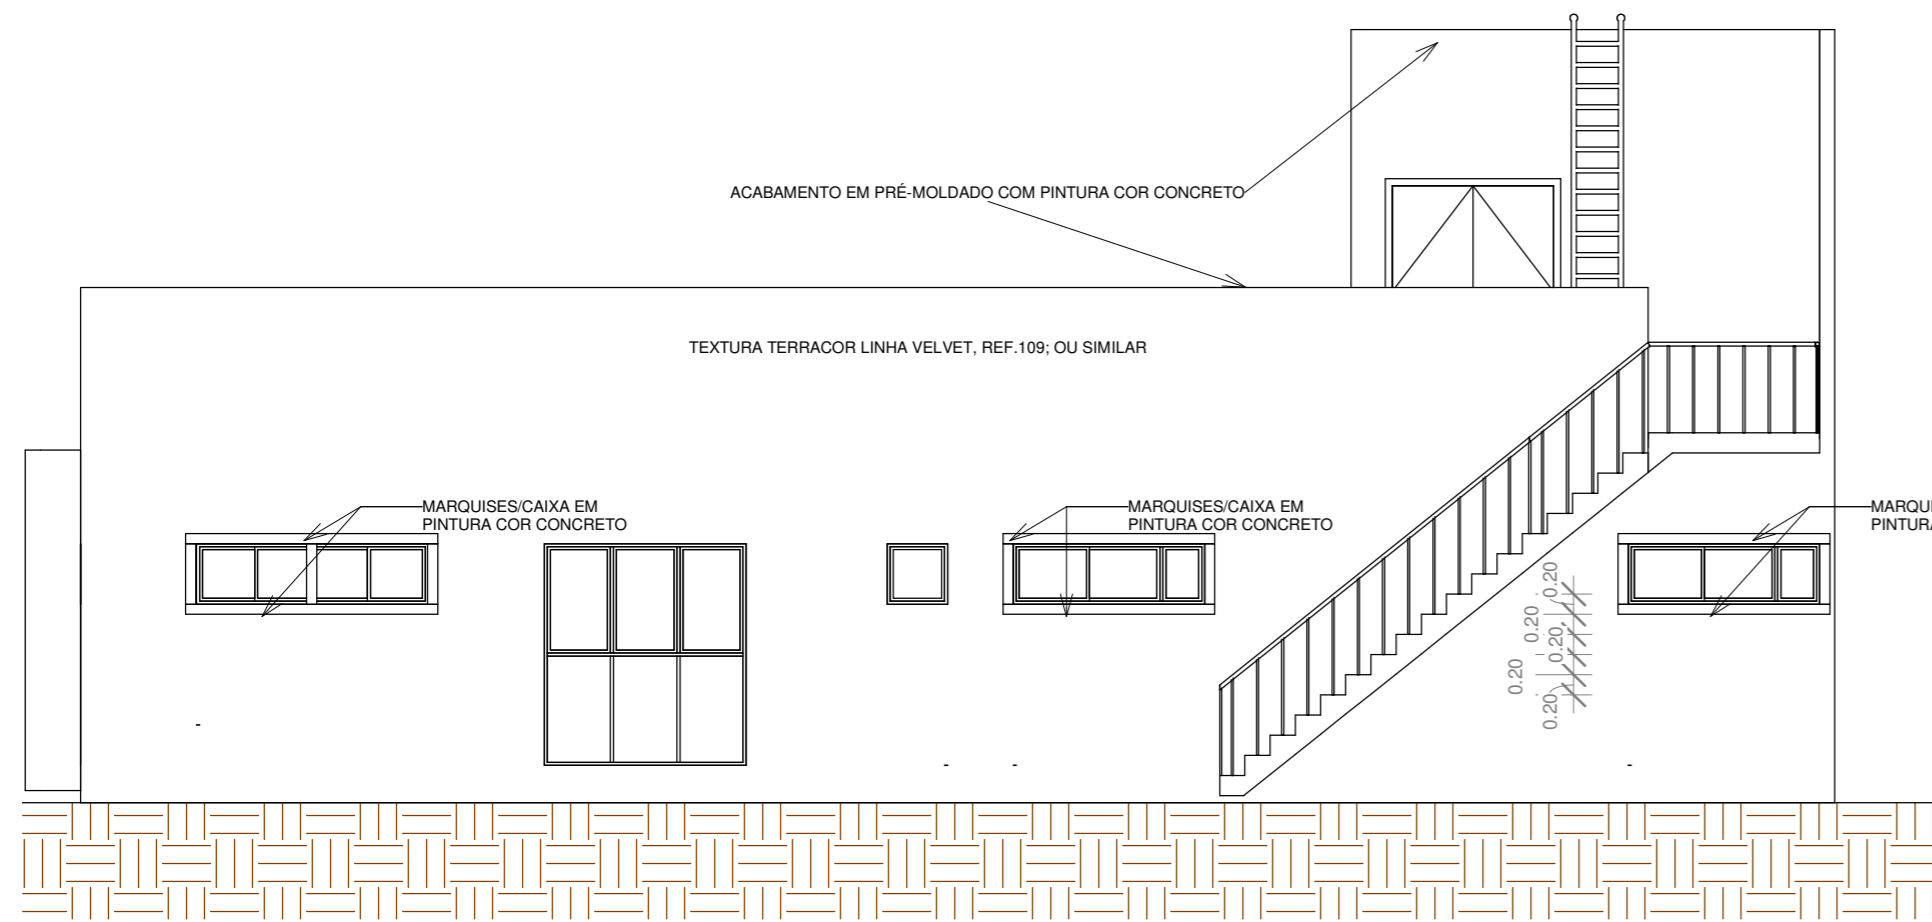 ACABAMENTO EM PRÉ-MOLDADO COM PINTURA COR CONCRETO
TEXTURA TERRACOR LINHA VELVET, REF.109; OU SIMILAR
MARQUISES/CAIXA EM
PINTURA COR CONCRETO
MARQUISES/CAIXA EM
PINTURA COR CONCRETO
MARQUI
PINTURA
0.20
0.20
0.20
0.20
0.20